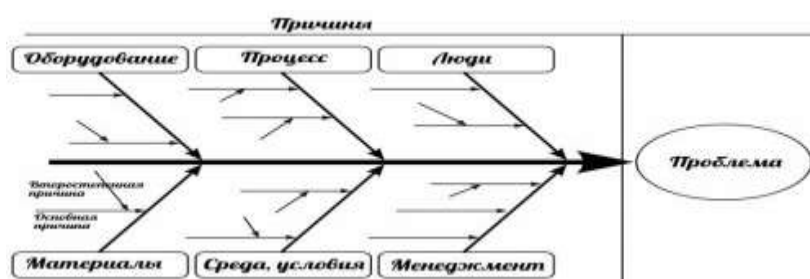 Причины
Оборудование
Процесс
Люди
Проблема
Второстепенная
причина
Основная
причина
Материалы
Среда, условия
Менеджмент